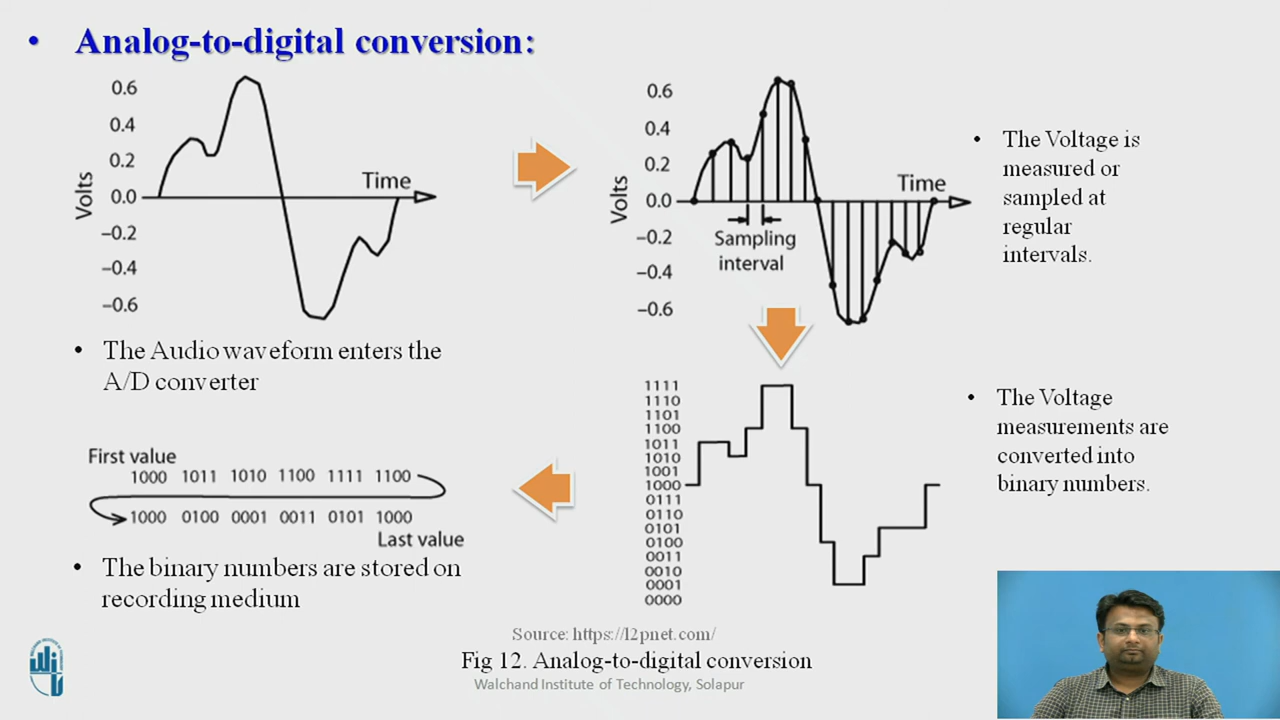 • Analog-to-digital conversion:
0.6
0.4
0.2
0.0
–0.2
–0.4
–0.6
Volts
Time
• The Audio waveform enters the
A/D converter
0.6
0.4
0.2
0.0
–0.2
–0.4
–0.6
Volts
Time
Sampling
interval
• The Voltage is
measured or
sampled at
regular
intervals.
1111
1110
1101
1100
1011
1010
1001
1000
0111
0110
0101
0100
0011
0010
0001
0000
• The Voltage
measurements are
converted into
binary numbers.
First value
1000 1011 1010 1100 1111 1100
1000 0100 0001 0011 0101 1000
Last value
• The binary numbers are stored on
recording medium
Source: https://l2pnet.com/
Fig 12. Analog-to-digital conversion
Walchand Institute of Technology, Solapur